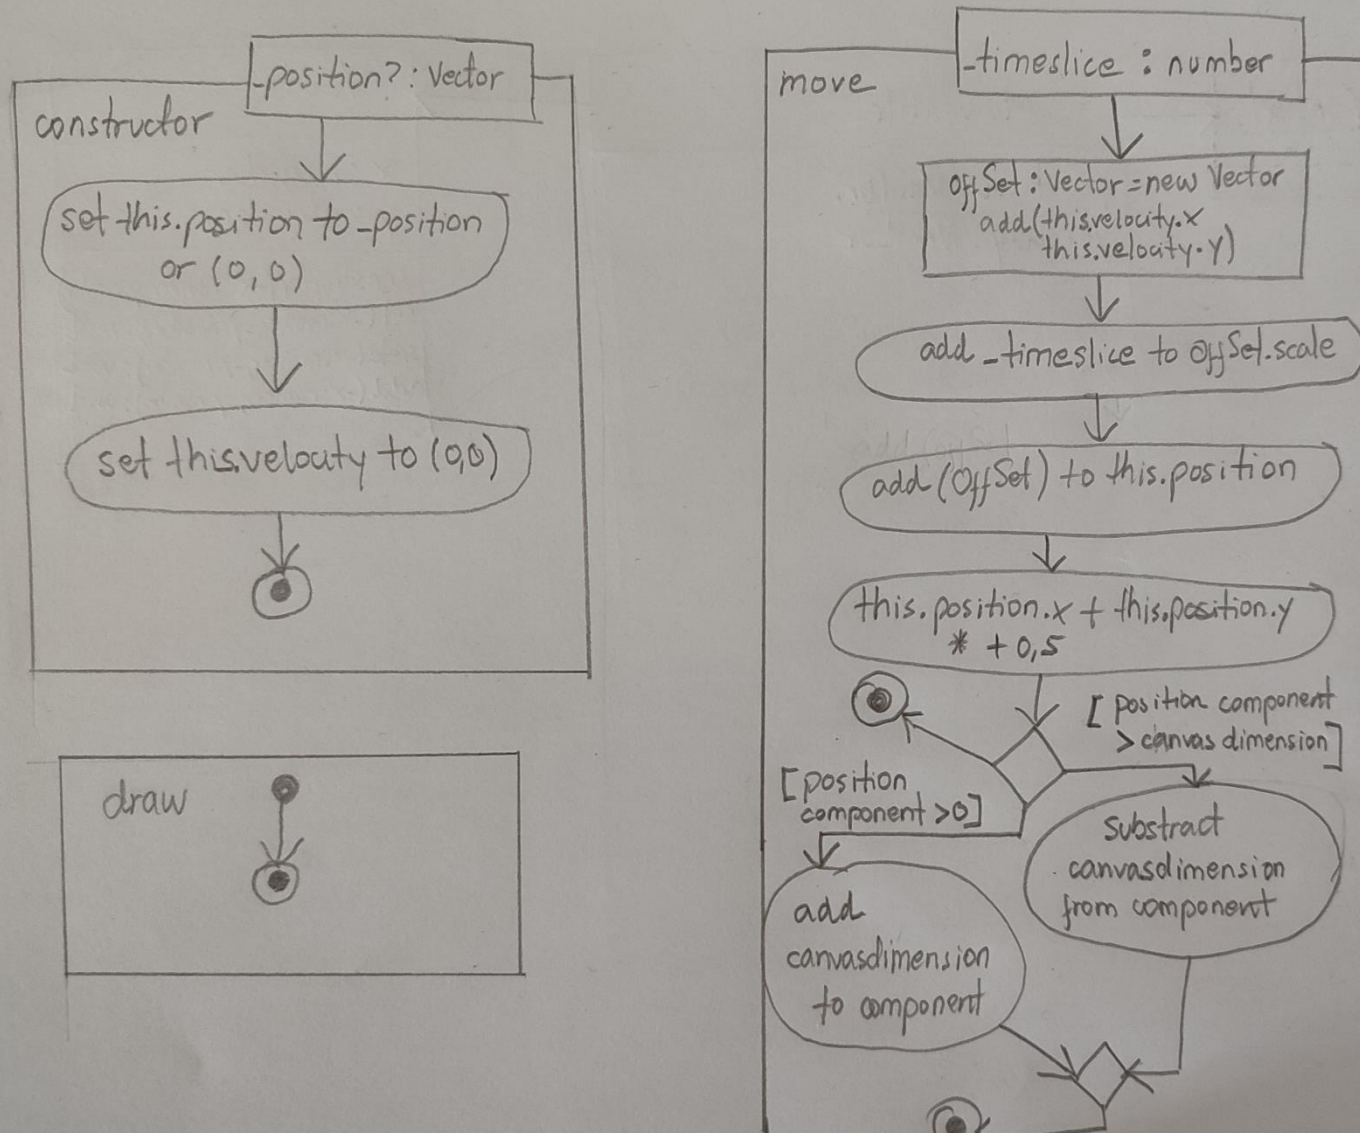 _position? : Vector
constructor
set this.position to _position
or (0, 0)
set this.velocity to (0,0)
draw
_timeslice : number
move
offSet : Vector = new Vector
add(this.velocity.x
this.velocity.y)
add _timeslice to offSet.scale
add (offSet) to this.position
this.position.x + this.position.y
* + 0,5
[ position component
> canvas dimension]
[position
component >0]
substract
canvasdimension
from component
add
canvasdimension
to component